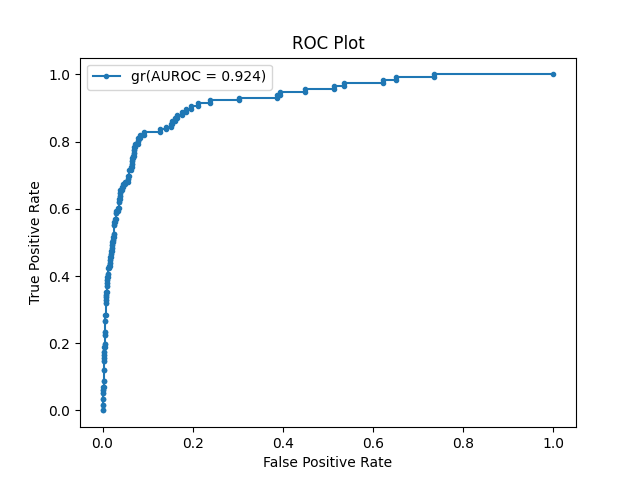 ROC Plot
gr(AUROC = 0.924)
1.0
0.8
0.6
0.4
0.2
0.0
True Positive Rate
0.0 0.2 0.4 0.6 0.8 1.0
False Positive Rate